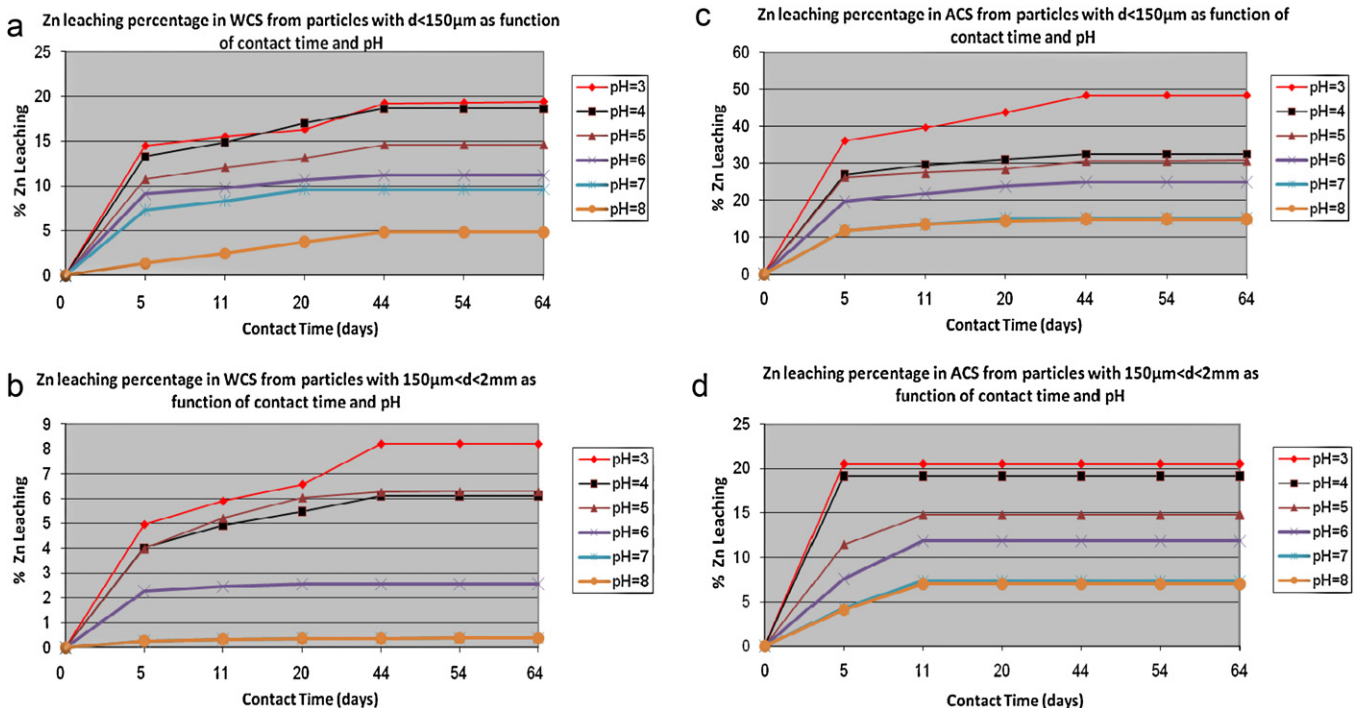 a
Zn leaching percentage in WCS from particles with d<150µm as function
of contact time and pH
% Zn Leaching
25
20
15
10
5
0
0 5 11 20 44 54 64
Contact Time (days)
pH=3
pH=4
pH=5
pH=6
pH=7
pH=8
c
Zn leaching percentage in ACS from particles with d<150µm as function of
contact time and pH
% Zn Leaching
60
50
40
30
20
10
0
0 5 11 20 44 54 64
Contact Time (days)
pH=3
pH=4
pH=5
pH=6
pH=7
pH=8
b
Zn leaching percentage in WCS from particles with 150µm<d<2mm as
function of contact time and pH
% Zn Leaching
9
8
7
6
5
4
3
2
1
0
0 5 11 20 44 54 64
Contact Time (days)
pH=3
pH=4
pH=5
pH=6
pH=7
pH=8
d
Zn leaching percentage in ACS from particles with 150µm<d<2mm as
function of contact time and pH
% Zn Leaching
25
20
15
10
5
0
0 5 11 20 44 54 64
Contact Time (days)
pH=3
pH=4
pH=5
pH=6
pH=7
pH=8